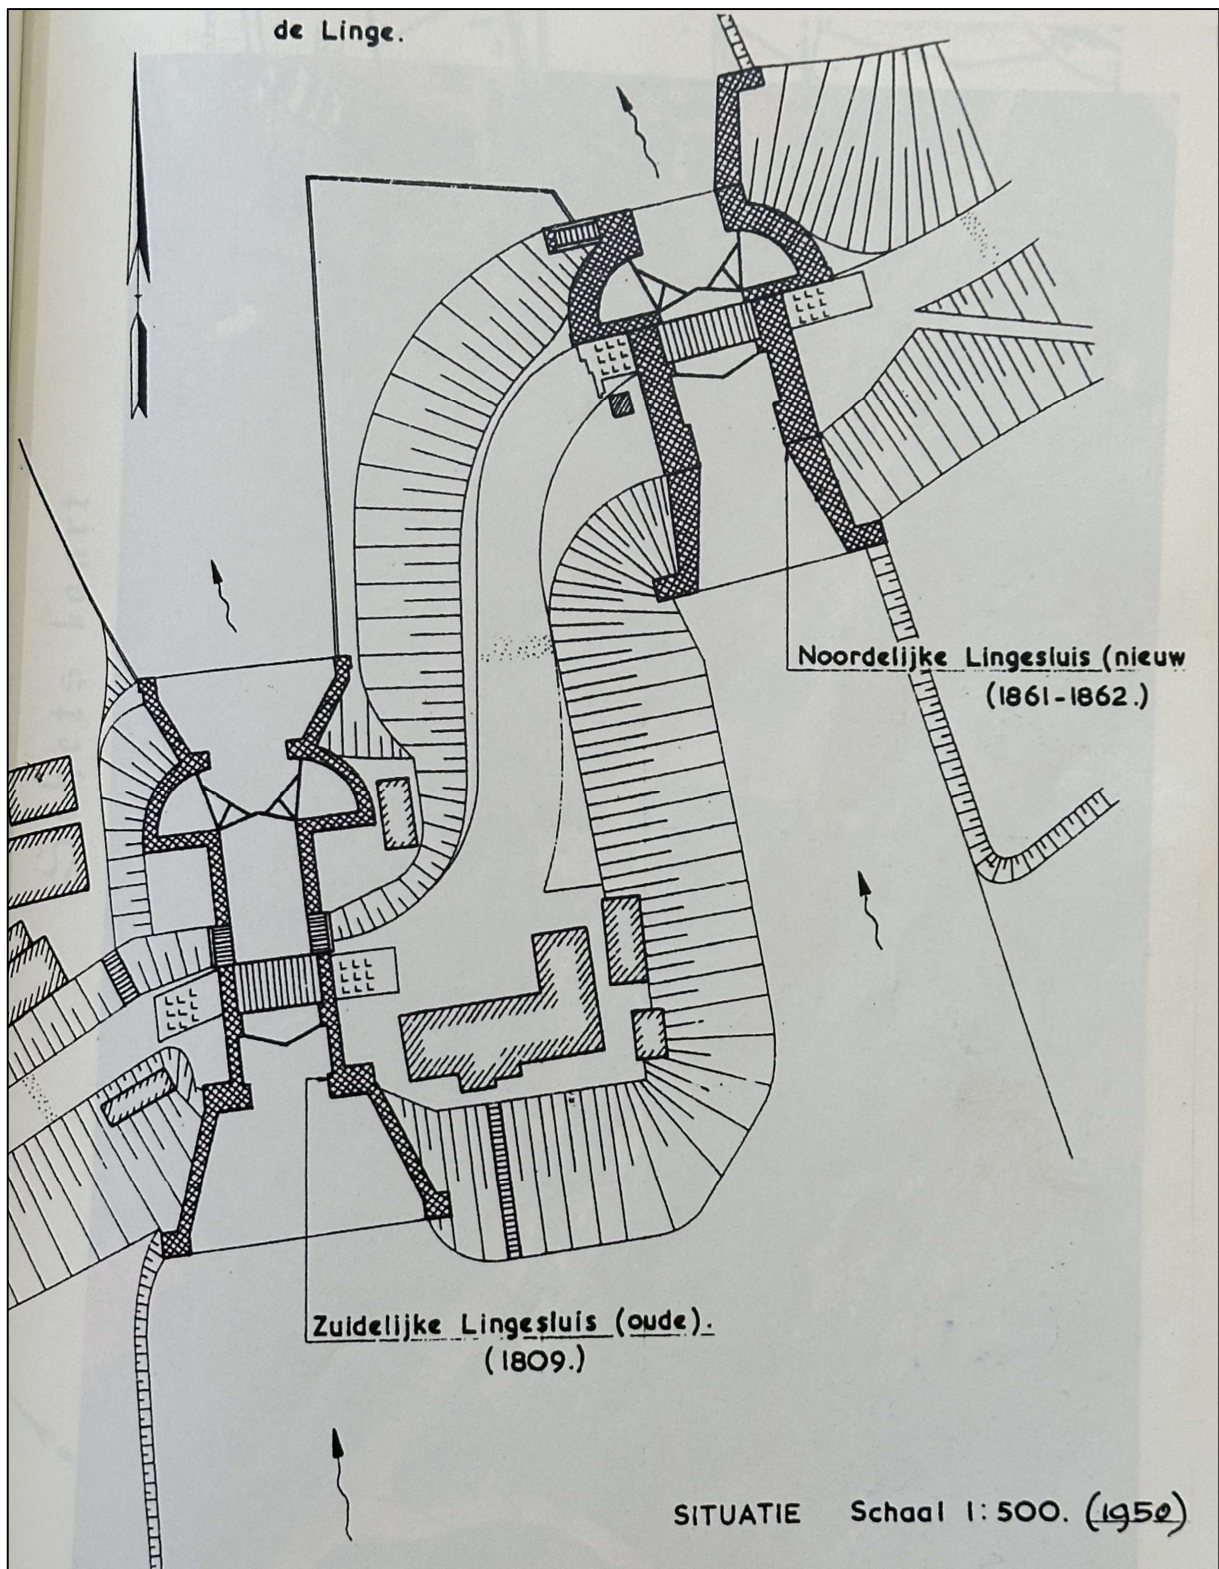 de Linge.
Noordelijke Lingesluis (nieuw
(1861-1862.)
Zuidelijke Lingesluis (oude).
(1809.)
SITUATIE Schaal 1:500. (1950)